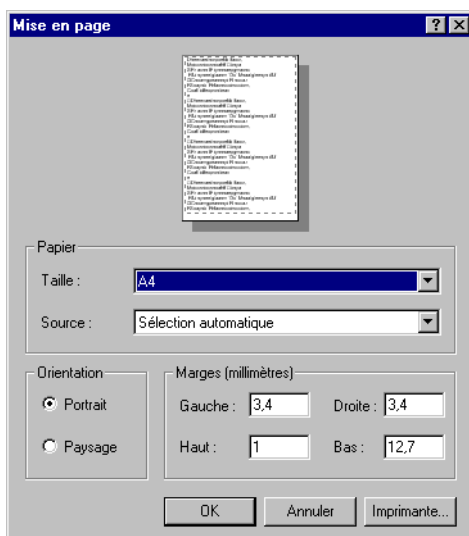 Mise en page
Papier
Taille :
A4
Source :
Sélection automatique
Orientation
Portrait
Paysage
Marges (millimètres)
Gauche : 3,4 Droite : 3,4
Haut : 1 Bas : 12,7
OK Annuler Imprimante...